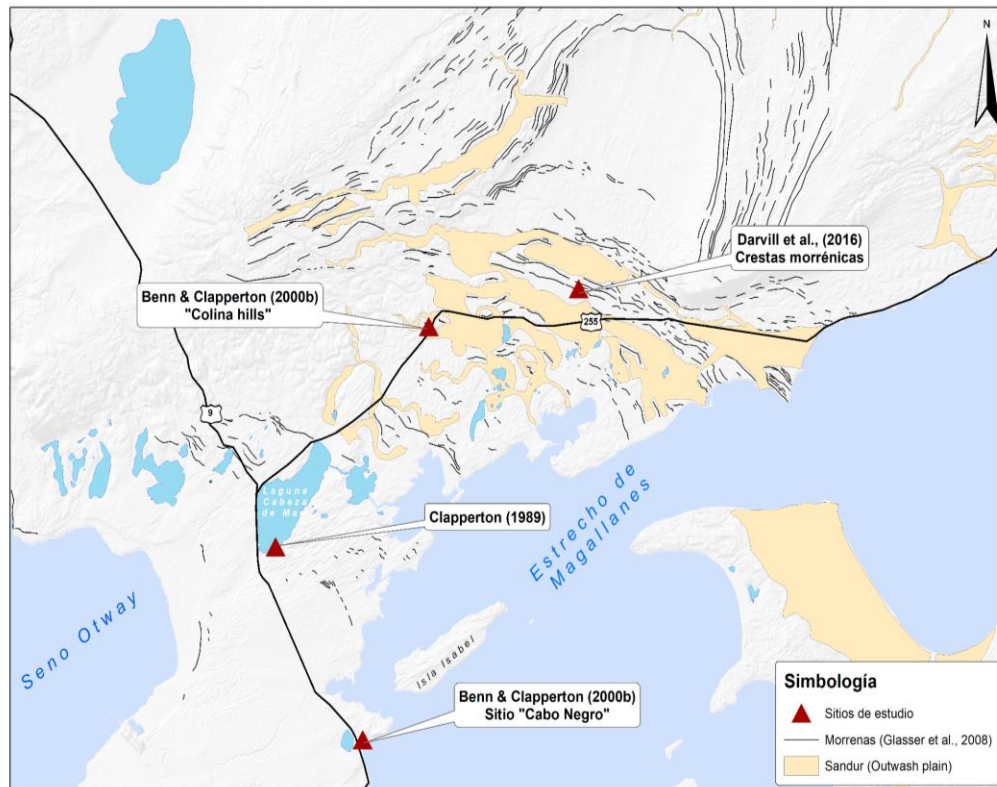 N
Darvill et al., (2016)
Crestas morrénicas
Benn & Clapperton (2000b)
"Colina hills"
255
9
Laguna
Cabeza
de Mar
Clapperton (1989)
Estrecho de
Magallanes
Seno Otway
Isla Isabel
Benn & Clapperton (2000b)
Sitio "Cabo Negro"
Simbología
Sitios de estudio
Morrenas (Glasser et al., 2008)
Sandur (Outwash plain)